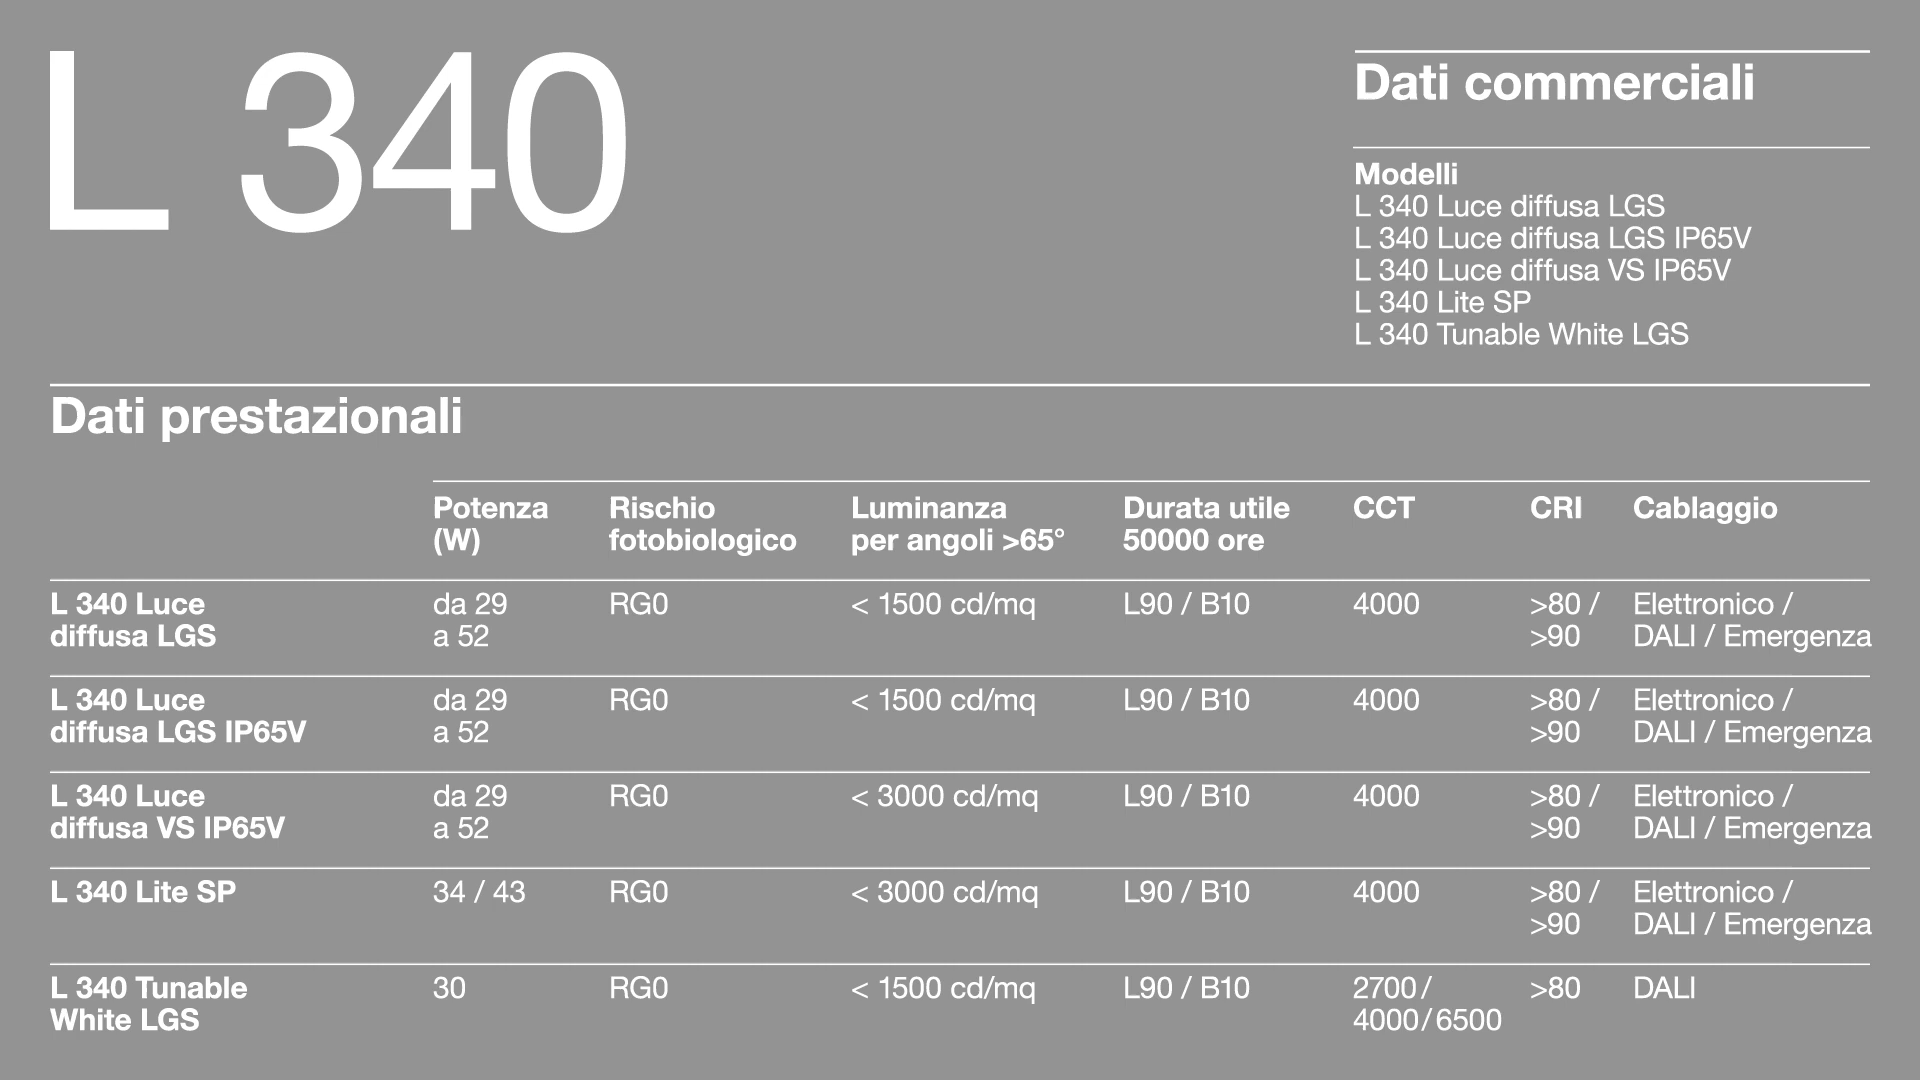 L 340
Dati commerciali
Modelli
L 340 Luce diffusa LGS
L 340 Luce diffusa LGS IP65V
L 340 Luce diffusa VS IP65V
L 340 Lite SP
L 340 Tunable White LGS
Dati prestazionali
Potenza (W) Rischio fotobiologico Luminanza per angoli >65° Durata utile 50000 ore CCT CRI Cablaggio
L 340 Luce diffusa LGS da 29 a 52 RG0 < 1500 cd/mq L90 / B10 4000 >80 / >90 Elettronico / DALI / Emergenza
L 340 Luce diffusa LGS IP65V da 29 a 52 RG0 < 1500 cd/mq L90 / B10 4000 >80 / >90 Elettronico / DALI / Emergenza
L 340 Luce diffusa VS IP65V da 29 a 52 RG0 < 3000 cd/mq L90 / B10 4000 >80 / >90 Elettronico / DALI / Emergenza
L 340 Lite SP 34 / 43 RG0 < 3000 cd/mq L90 / B10 4000 >80 / >90 Elettronico / DALI / Emergenza
L 340 Tunable White LGS 30 RG0 < 1500 cd/mq L90 / B10 2700 / 4000/6500 >80 DALI